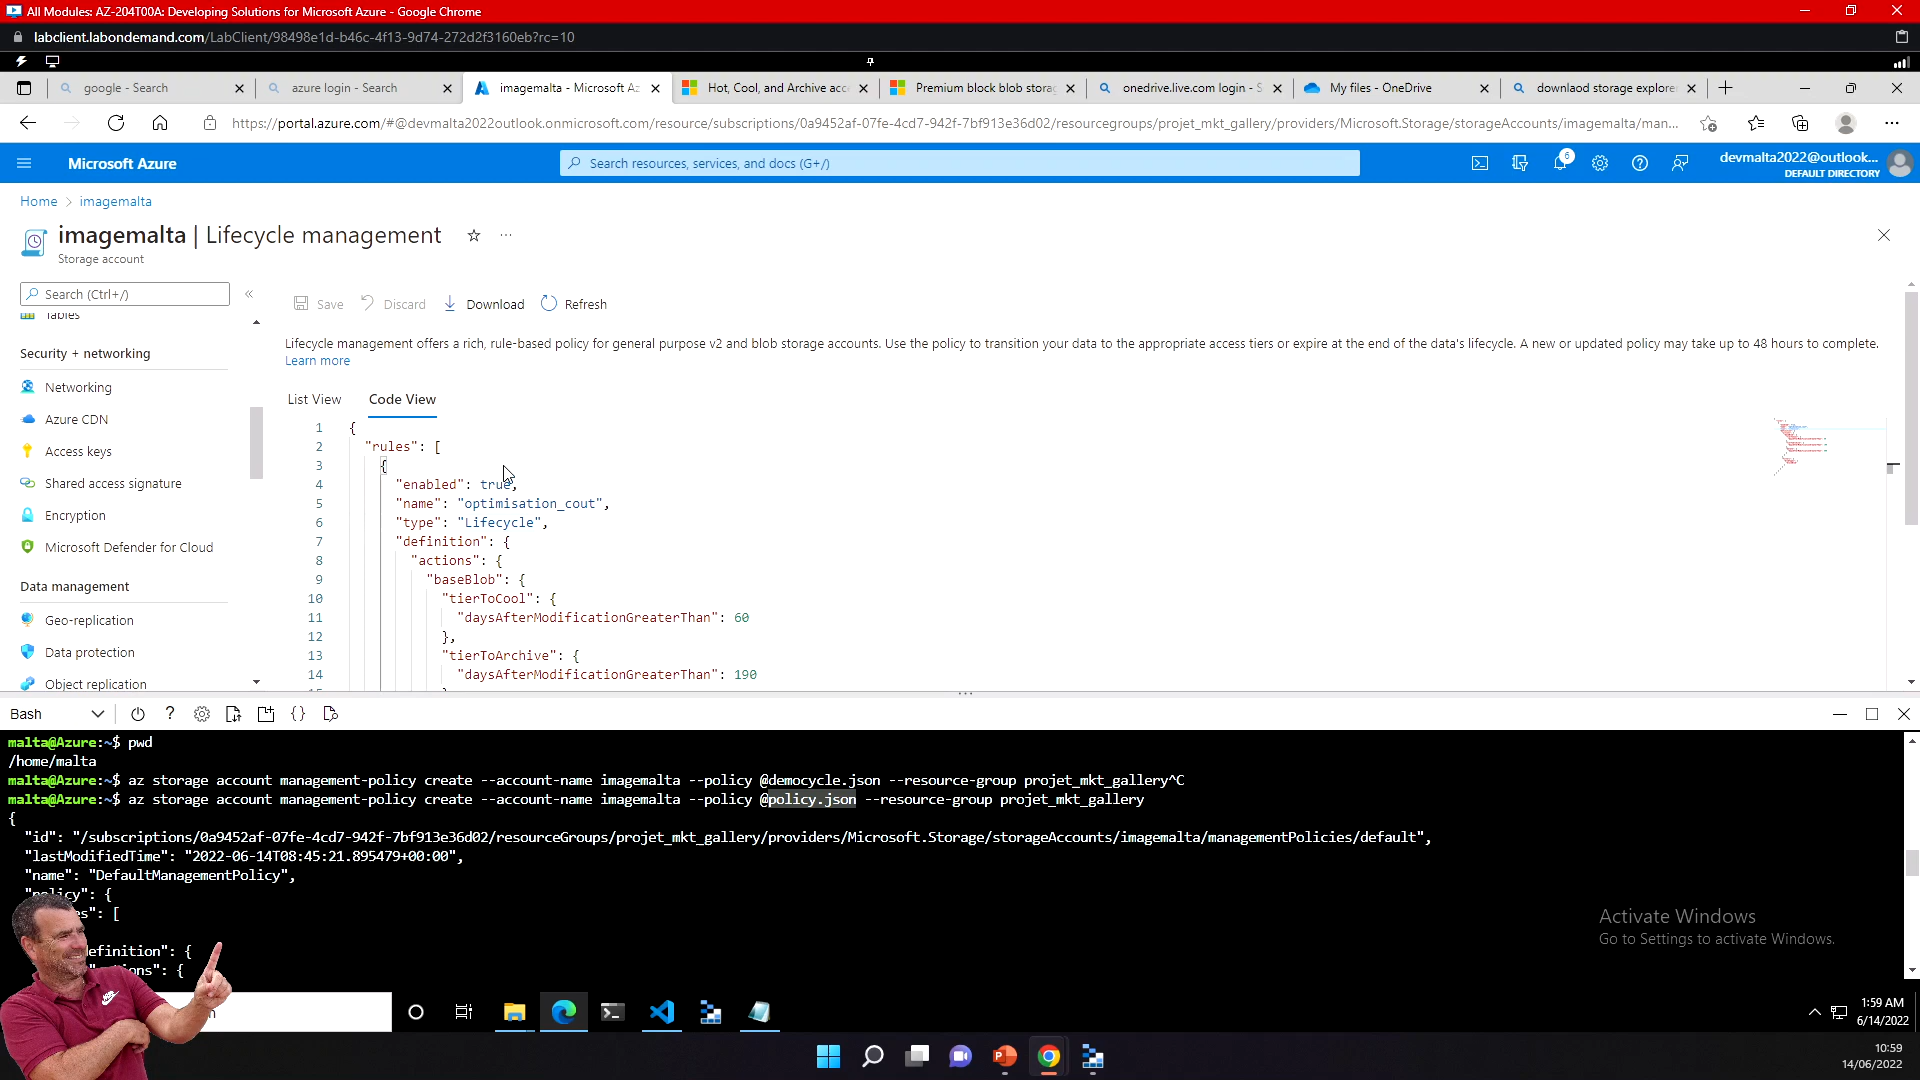 All Modules: AZ-204T00A: Developing Solutions for Microsoft Azure - Google Chrome
labclient.labondemand.com/LabClient/98498e1d-b46c-4f13-9d74-272d2f3160eb?rc=10
google - Search
azure login - Search
imagemalta - Microsoft Az
Hot, Cool, and Archive acc
Premium block blob storag
onedrive.live.com login - S
My files - OneDrive
downlaod storage explore
https://portal.azure.com/#@devmalta2022outlook.onmicrosoft.com/resource/subscriptions/0a9452af-07fe-4cd7-942f-7bf913e36d02/resourcegroups/projet_mkt_gallery/providers/Microsoft.Storage/storageAccounts/imagemalta/man...
Microsoft Azure
Search resources, services, and docs (G+/)
6
devmalta2022@outlook...
DEFAULT DIRECTORY
Home > imagemalta
imagemalta | Lifecycle management
Storage account
Search (Ctrl+/)
Tables
Security + networking
Networking
Azure CDN
Access keys
Shared access signature
Encryption
Microsoft Defender for Cloud
Data management
Geo-replication
Data protection
Object replication
Save Discard Download Refresh
Lifecycle management offers a rich, rule-based policy for general purpose v2 and blob storage accounts. Use the policy to transition your data to the appropriate access tiers or expire at the end of the data's lifecycle. A new or updated policy may take up to 48 hours to complete.
Learn more
List View Code View
1 {
2 "rules": [
3 {
4 "enabled": true,
5 "name": "optimisation_cout",
6 "type": "Lifecycle",
7 "definition": {
8 "actions": {
9 "baseBlob": {
10 "tierToCool": {
11 "daysAfterModificationGreaterThan": 60
12 },
13 "tierToArchive": {
14 "daysAfterModificationGreaterThan": 190
Bash
malta@Azure:~$ pwd
/home/malta
malta@Azure:~$ az storage account management-policy create --account-name imagemalta --policy @democycle.json --resource-group projet_mkt_gallery^C
malta@Azure:~$ az storage account management-policy create --account-name imagemalta --policy @policy.json --resource-group projet_mkt_gallery
{
"id": "/subscriptions/0a9452af-07fe-4cd7-942f-7bf913e36d02/resourceGroups/projet_mkt_gallery/providers/Microsoft.Storage/storageAccounts/imagemalta/managementPolicies/default",
"lastModifiedTime": "2022-06-14T08:45:21.895479+00:00",
"name": "DefaultManagementPolicy",
"policy": {
es": [
definition": {
ons": {
Activate Windows
Go to Settings to activate Windows.
1:59 AM
6/14/2022
10:59
14/06/2022